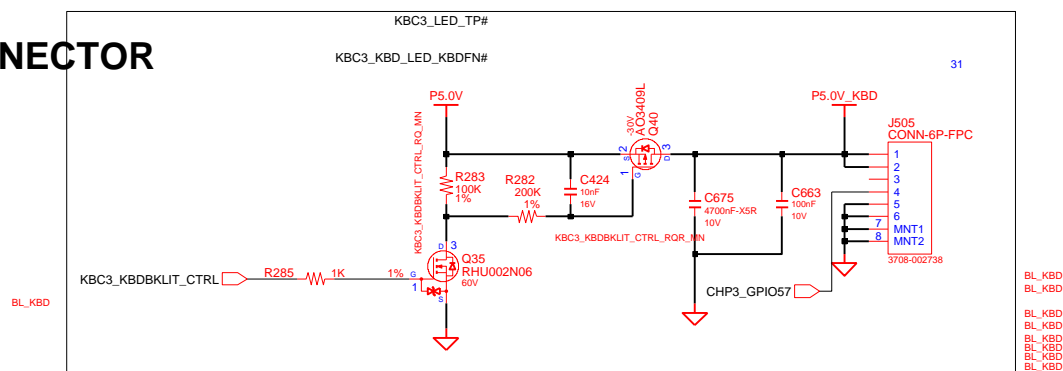 KBC3_LED_TP#
NECTOR
KBC3_KBD_LED_KBDFN#
31
P5.0V
P5.0V_KBD
KBC3_KBDBKLIT_CTRL_RQ_MN
-30V
AO3409L
Q40
S 2
3 D
1 G
J505
CONN-6P-FPC
1
2
3
4
5
6
7 MNT1
8 MNT2
3708-002738
R283
100K
1%
R282
200K
1%
C424
10nF
16V
C675
4700nF-X5R
10V
C663
100nF
10V
KBC3_KBDBKLIT_CTRL_RQR_MN
D 3
Q35
RHU002N06
60V
G
1
S
KBC3_KBDBKLIT_CTRL
R285 1K 1%
CHP3_GPIO57
BL_KBD
BL_KBD
BL_KBD
BL_KBD
BL_KBD
BL_KBD
BL_KBD
BL_KBD
BL_KBD